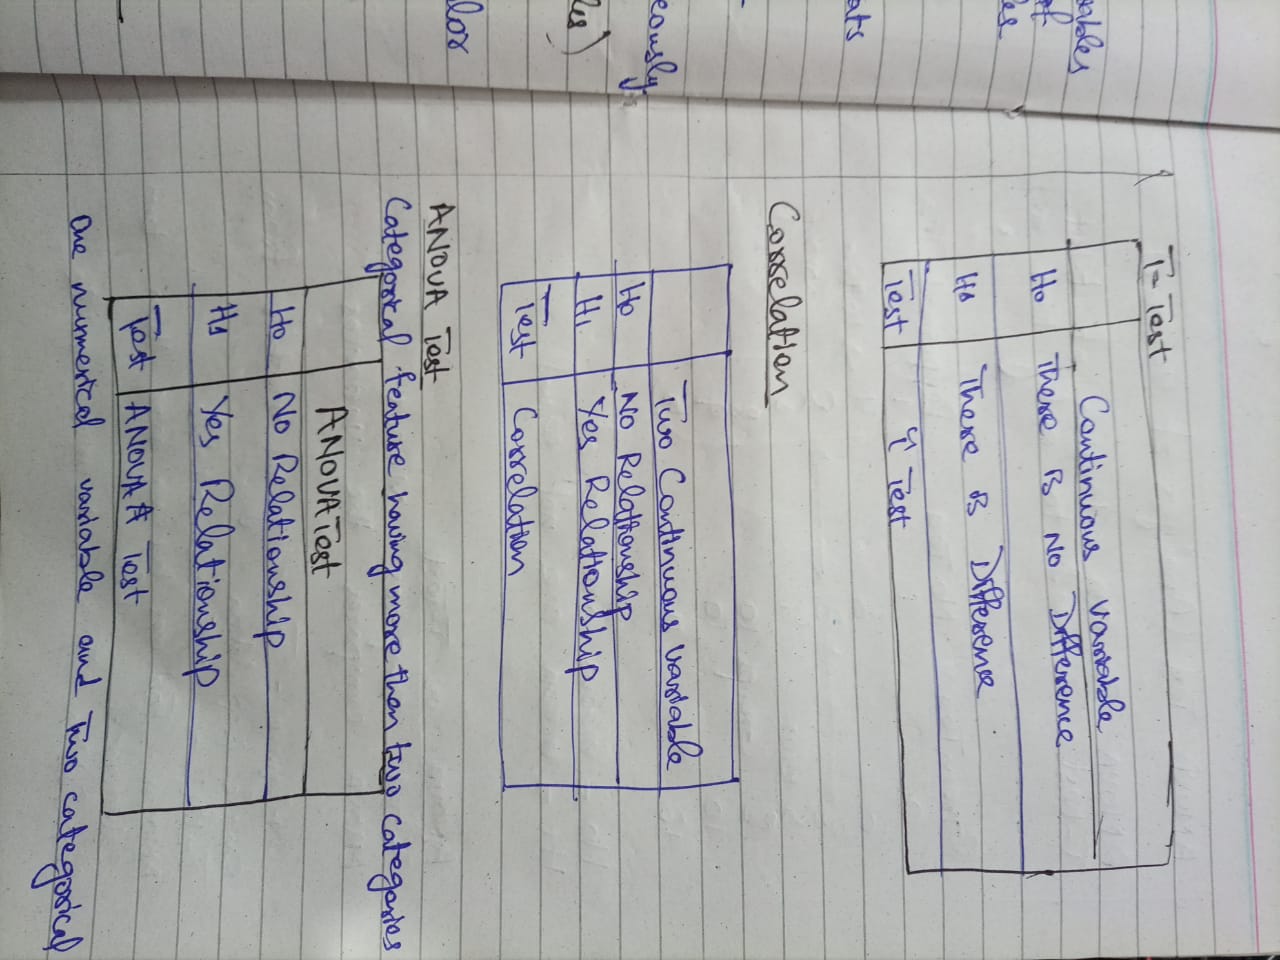 T- Test
Continuous variable
Ho There is No Difference
H1 There is Difference
Test T Test
Correlation
Two Continuous variable
Ho No Relationship
H1 Yes Relationship
Test Correlation
ANOVA Test
Categorical feature having more than two categories
ANOVA Test
Ho No Relationship
H1 Yes Relationship
Test ANOVA Test
One numerical variable and Two categorical
ables
of
les
ats
eously
les)
lor